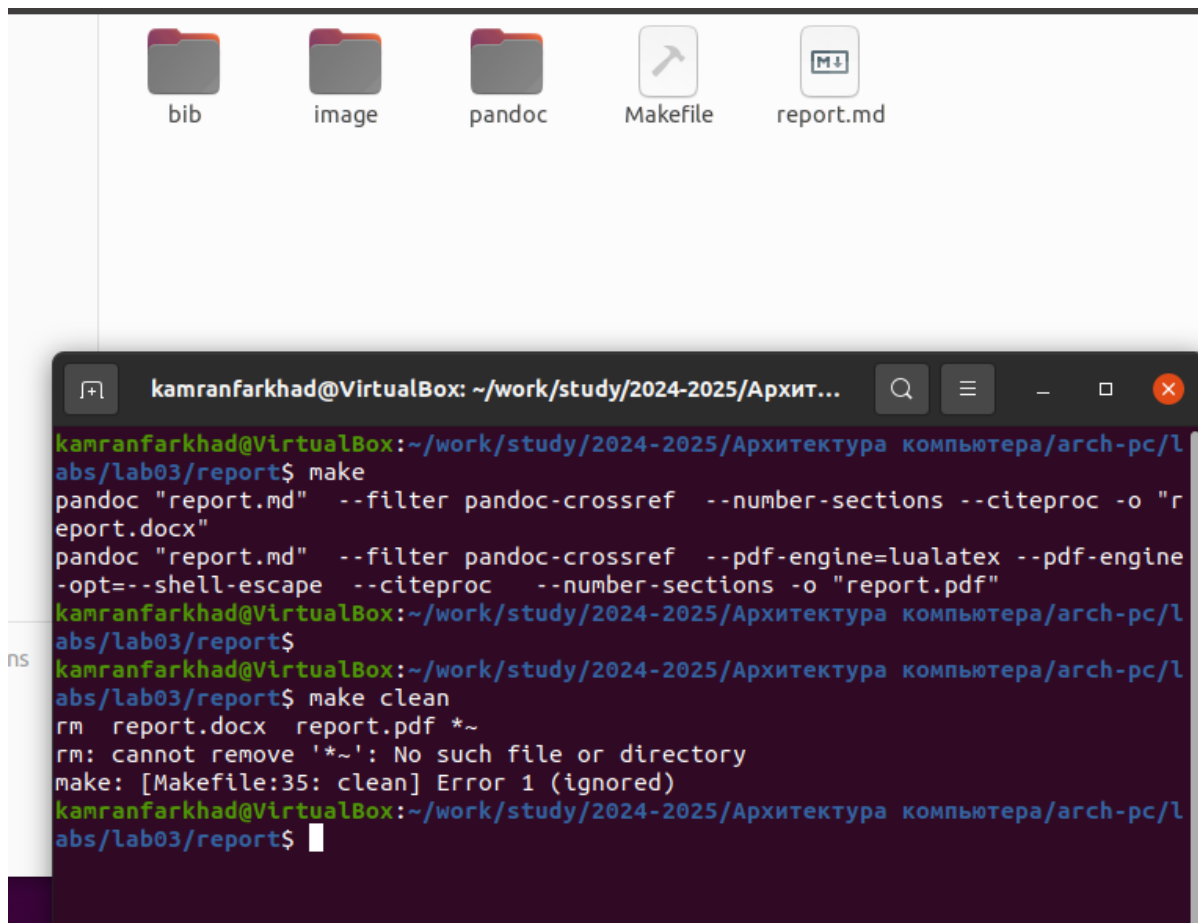 bib
image
pandoc
Makefile
M↓
report.md
kamranfarkhad@VirtualBox: ~/work/study/2024-2025/Архит...
kamranfarkhad@VirtualBox:~/work/study/2024-2025/Архитектура компьютера/arch-pc/l
abs/lab03/report$ make
pandoc "report.md"  --filter pandoc-crossref  --number-sections --citeproc -o "r
eport.docx"
pandoc "report.md"  --filter pandoc-crossref  --pdf-engine=lualatex --pdf-engine
-opt=--shell-escape  --citeproc   --number-sections -o "report.pdf"
kamranfarkhad@VirtualBox:~/work/study/2024-2025/Архитектура компьютера/arch-pc/l
abs/lab03/report$
ns
kamranfarkhad@VirtualBox:~/work/study/2024-2025/Архитектура компьютера/arch-pc/l
abs/lab03/report$ make clean
rm  report.docx  report.pdf *~
rm: cannot remove '*~': No such file or directory
make: [Makefile:35: clean] Error 1 (ignored)
kamranfarkhad@VirtualBox:~/work/study/2024-2025/Архитектура компьютера/arch-pc/l
abs/lab03/report$